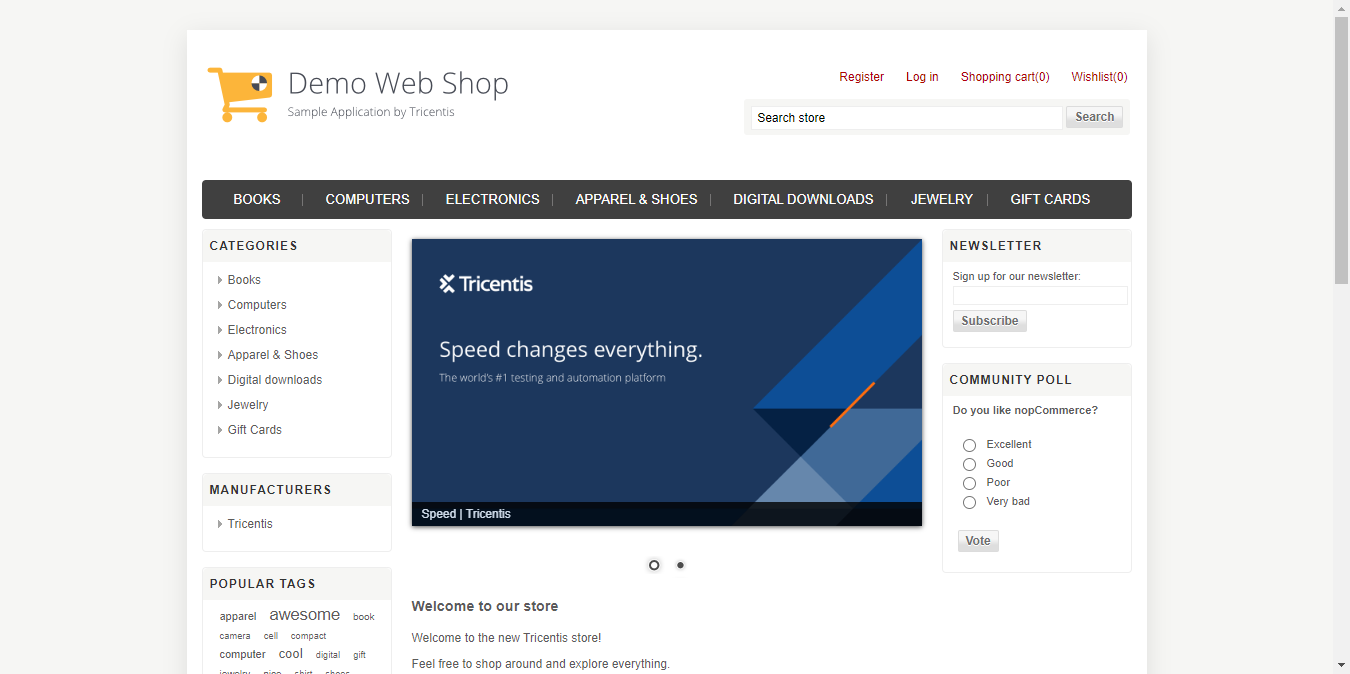 Demo Web Shop
Sample Application by Tricentis
Register Log in Shopping cart(0) Wishlist(0)
Search store Search
BOOKS COMPUTERS ELECTRONICS APPAREL & SHOES DIGITAL DOWNLOADS JEWELRY GIFT CARDS
CATEGORIES
Books
Computers
Electronics
Apparel & Shoes
Digital downloads
Jewelry
Gift Cards
MANUFACTURERS
Tricentis
POPULAR TAGS
apparel awesome book
camera cell compact
computer cool digital gift
jewelry nice shirt shoes
Tricentis
Speed changes everything.
The world's #1 testing and automation platform
Speed | Tricentis
Welcome to our store
Welcome to the new Tricentis store!
Feel free to shop around and explore everything.
NEWSLETTER
Sign up for our newsletter:
Subscribe
COMMUNITY POLL
Do you like nopCommerce?
Excellent
Good
Poor
Very bad
Vote